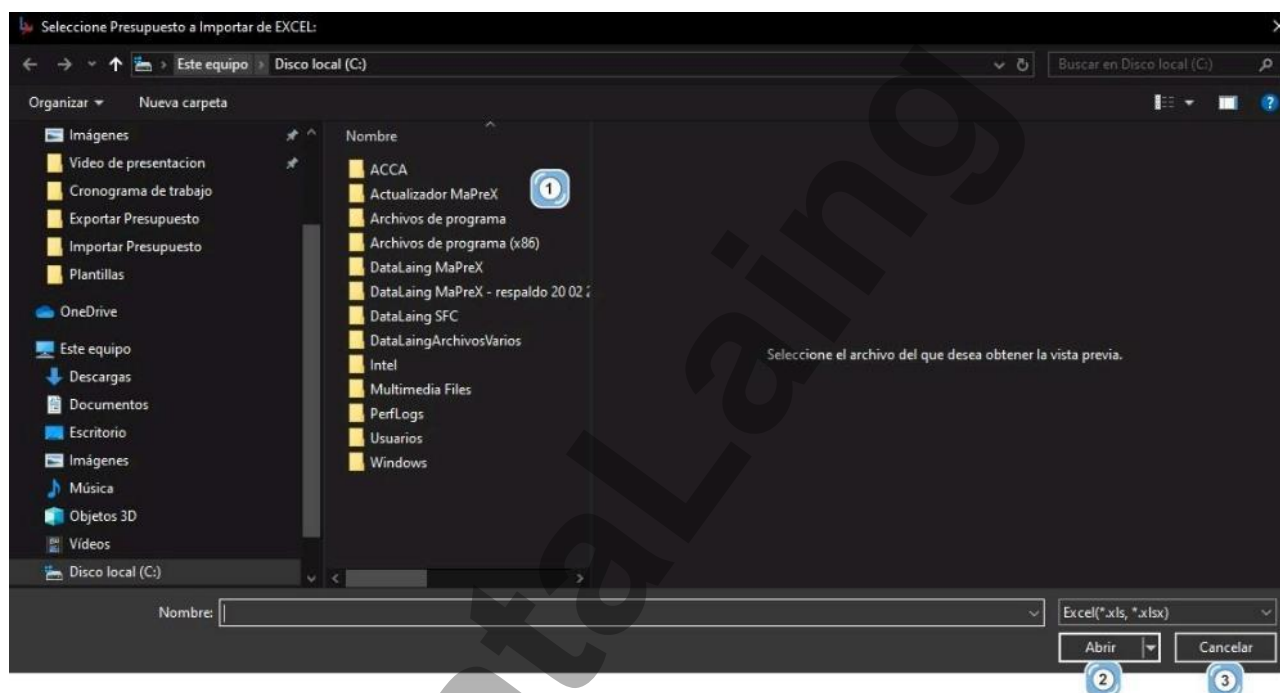 Seleccione Presupuesto a Importar de EXCEL:
Este equipo > Disco local (C:)
Buscar en Disco local (C:)
Organizar
Nueva carpeta
Imágenes
Video de presentacion
Cronograma de trabajo
Exportar Presupuesto
Importar Presupuesto
Plantillas
OneDrive
Este equipo
Descargas
Documentos
Escritorio
Imágenes
Música
Objetos 3D
Vídeos
Disco local (C:)
Nombre
ACCA
Actualizador MaPreX
1
Archivos de programa
Archivos de programa (x86)
DataLaing MaPreX
DataLaing MaPreX - respaldo 20 02
DataLaing SFC
DataLaingArchivosVarios
Intel
Multimedia Files
PerfLogs
Usuarios
Windows
Seleccione el archivo del que desea obtener la vista previa.
Nombre:
Excel(*.xls, *.xlsx)
Abrir
Cancelar
2
3
taLaing